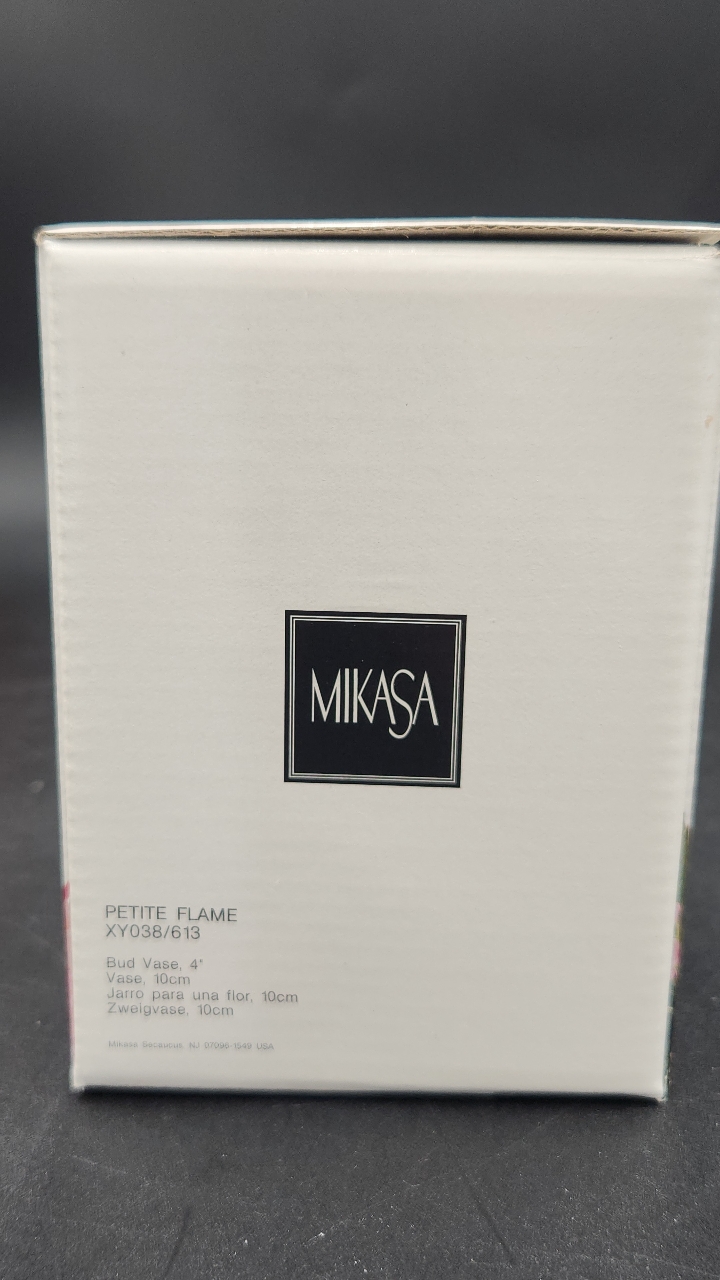 MIKASA
PETITE FLAME
XY038/613
Bud Vase, 4"
Vase, 10cm
Jarro para una flor, 10cm
Zweigvase, 10cm
Mikasa Secaucus, NJ 07096-1549 USA